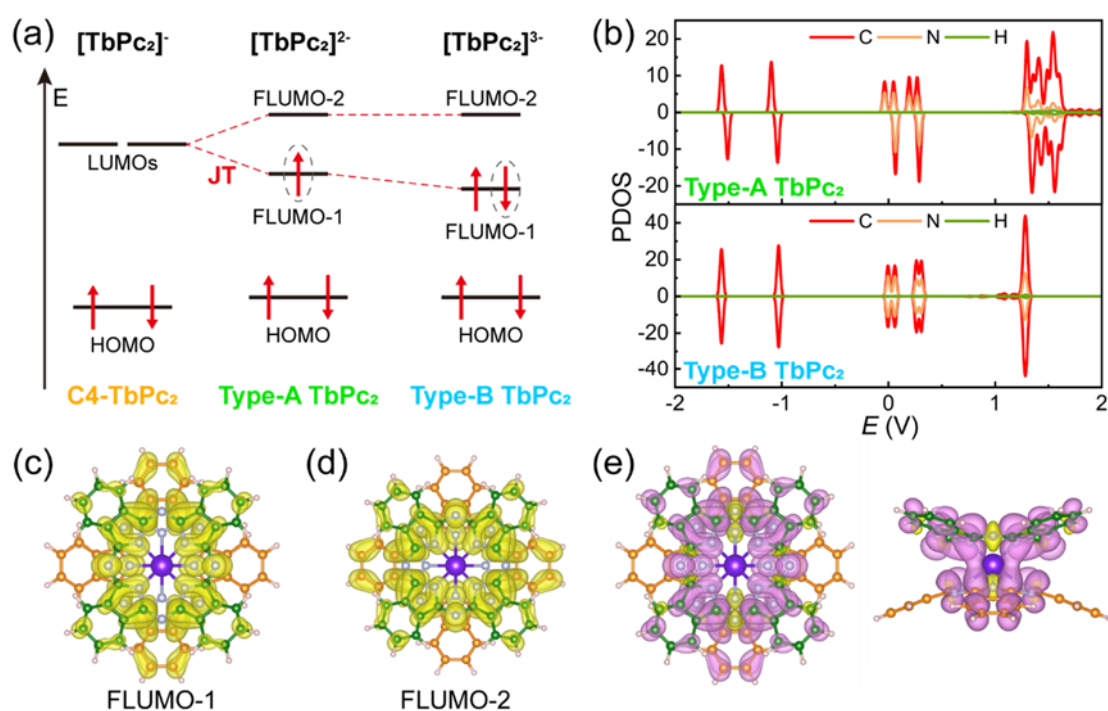 (a)
[TbPc₂]⁻ [TbPc₂]²⁻ [TbPc₂]³⁻
E
FLUMO-2 FLUMO-2
LUMOs
JT
FLUMO-1
FLUMO-1
HOMO HOMO HOMO
C4-TbPc₂ Type-A TbPc₂ Type-B TbPc₂
(b)
C N H
20
10
0
-10
-20
Type-A TbPc₂
PDOS
C N H
40
20
0
-20
-40
Type-B TbPc₂
-2 -1 0 1 2
E (V)
(c) (d) (e)
FLUMO-1 FLUMO-2